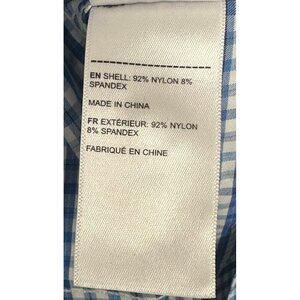 EN SHELL: 92% NYLON 8%
SPANDEX
MADE IN CHINA
FR EXTÉRIEUR: 92% NYLON
8% SPANDEX
FABRIQUÉ EN CHINE